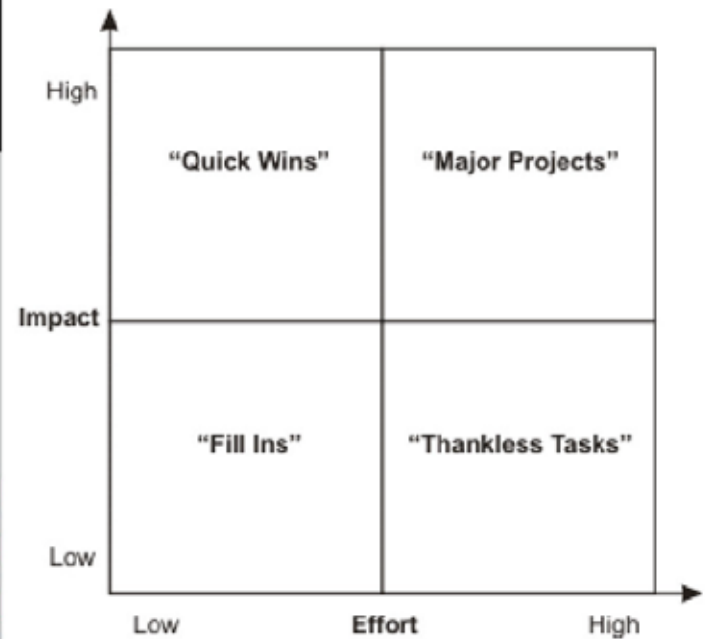 High
“Quick Wins” “Major Projects”
Impact
“Fill Ins” “Thankless Tasks”
Low
Low Effort High